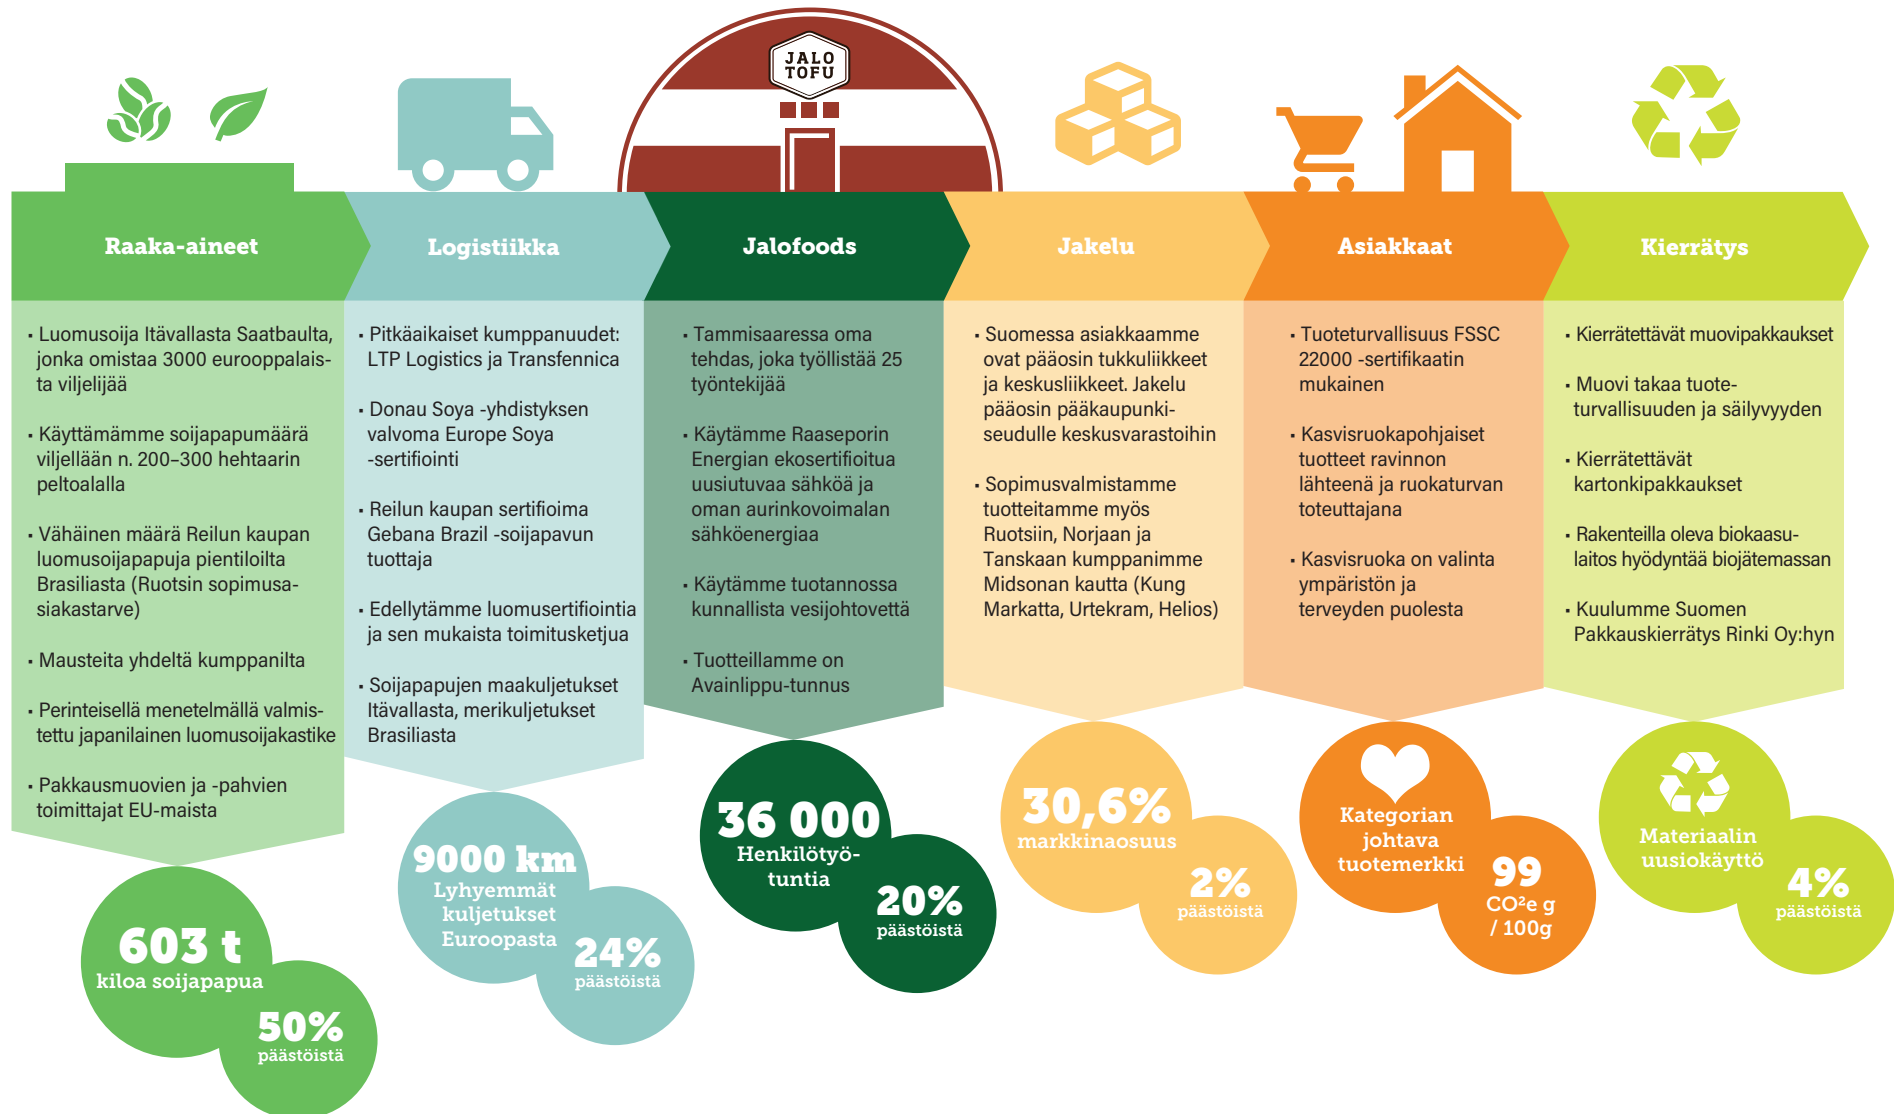 JALO
TOFU
Raaka-aineet
· Luomusoija Itävallasta Saatbaulta,
jonka omistaa 3000 eurooppalais-
ta viljelijää
· Käyttämämme soijapapumäärä
viljellään n. 200–300 hehtaarin
peltoalalla
· Vähäinen määrä Reilun kaupan
luomusoijapapuja pientiloilta
Brasiliasta (Ruotsin sopimusa-
siakastarve)
· Mausteita yhdeltä kumppanilta
· Perinteisellä menetelmällä valmis-
tettu japanilainen luomusoijakastike
· Pakkausmuovien ja -pahvien
toimittajat EU-maista
603 t
kiloa soijapapua
50%
päästöistä
Logistiikka
· Pitkäaikaiset kumppanuudet:
LTP Logistics ja Transfennica
· Donau Soya -yhdistyksen
valvoma Europe Soya
-sertifiointi
· Reilun kaupan sertifioima
Gebana Brazil -soijapavun
tuottaja
· Edellytämme luomusertifiointia
ja sen mukaista toimitusketjua
· Soijapapujen maakuljetukset
Itävallasta, merikuljetukset
Brasiliasta
9000 km
Lyhyemmät
kuljetukset
Euroopasta
24%
päästöistä
Jalofoods
· Tammisaaressa oma
tehdas, joka työllistää 25
työntekijää
· Käytämme Raaseporin
Energian ekosertifioitua
uusiutuvaa sähköä ja
oman aurinkovoimalan
sähköenergiaa
· Käytämme tuotannossa
kunnallista vesijohtovettä
· Tuotteillamme on
Avainlippu-tunnus
36 000
Henkilötyö-
tuntia
20%
päästöistä
Jakelu
· Suomessa asiakkaamme
ovat pääosin tukkuliikkeet
ja keskusliikkeet. Jakelu
pääosin pääkaupunki-
seudulle keskusvarastoihin
· Sopimusvalmistamme
tuotteitamme myös
Ruotsiin, Norjaan ja
Tanskaan kumppanimme
Midsonan kautta (Kung
Markatta, Urtekram, Helios)
30,6%
markkinaosuus
2%
päästöistä
Asiakkaat
· Tuoteturvallisuus FSSC
22000 -sertifikaatin
mukainen
· Kasvisruokapohjaiset
tuotteet ravinnon
lähteenä ja ruokaturvan
toteuttajana
· Kasvisruoka on valinta
ympäristön ja
terveyden puolesta
Kategorian
johtava
tuotemerkki
99
CO²e g
/ 100g
Kierrätys
· Kierrätettävät muovipakkaukset
· Muovi takaa tuote-
turvallisuuden ja säilyvyyden
· Kierrätettävät
kartonkipakkaukset
· Rakenteilla oleva biokaasu-
laitos hyödyntää biojätemassan
· Kuulumme Suomen
Pakkauskierrätys Rinki Oy:hyn
Materiaalin
uusiokäyttö
4%
päästöistä